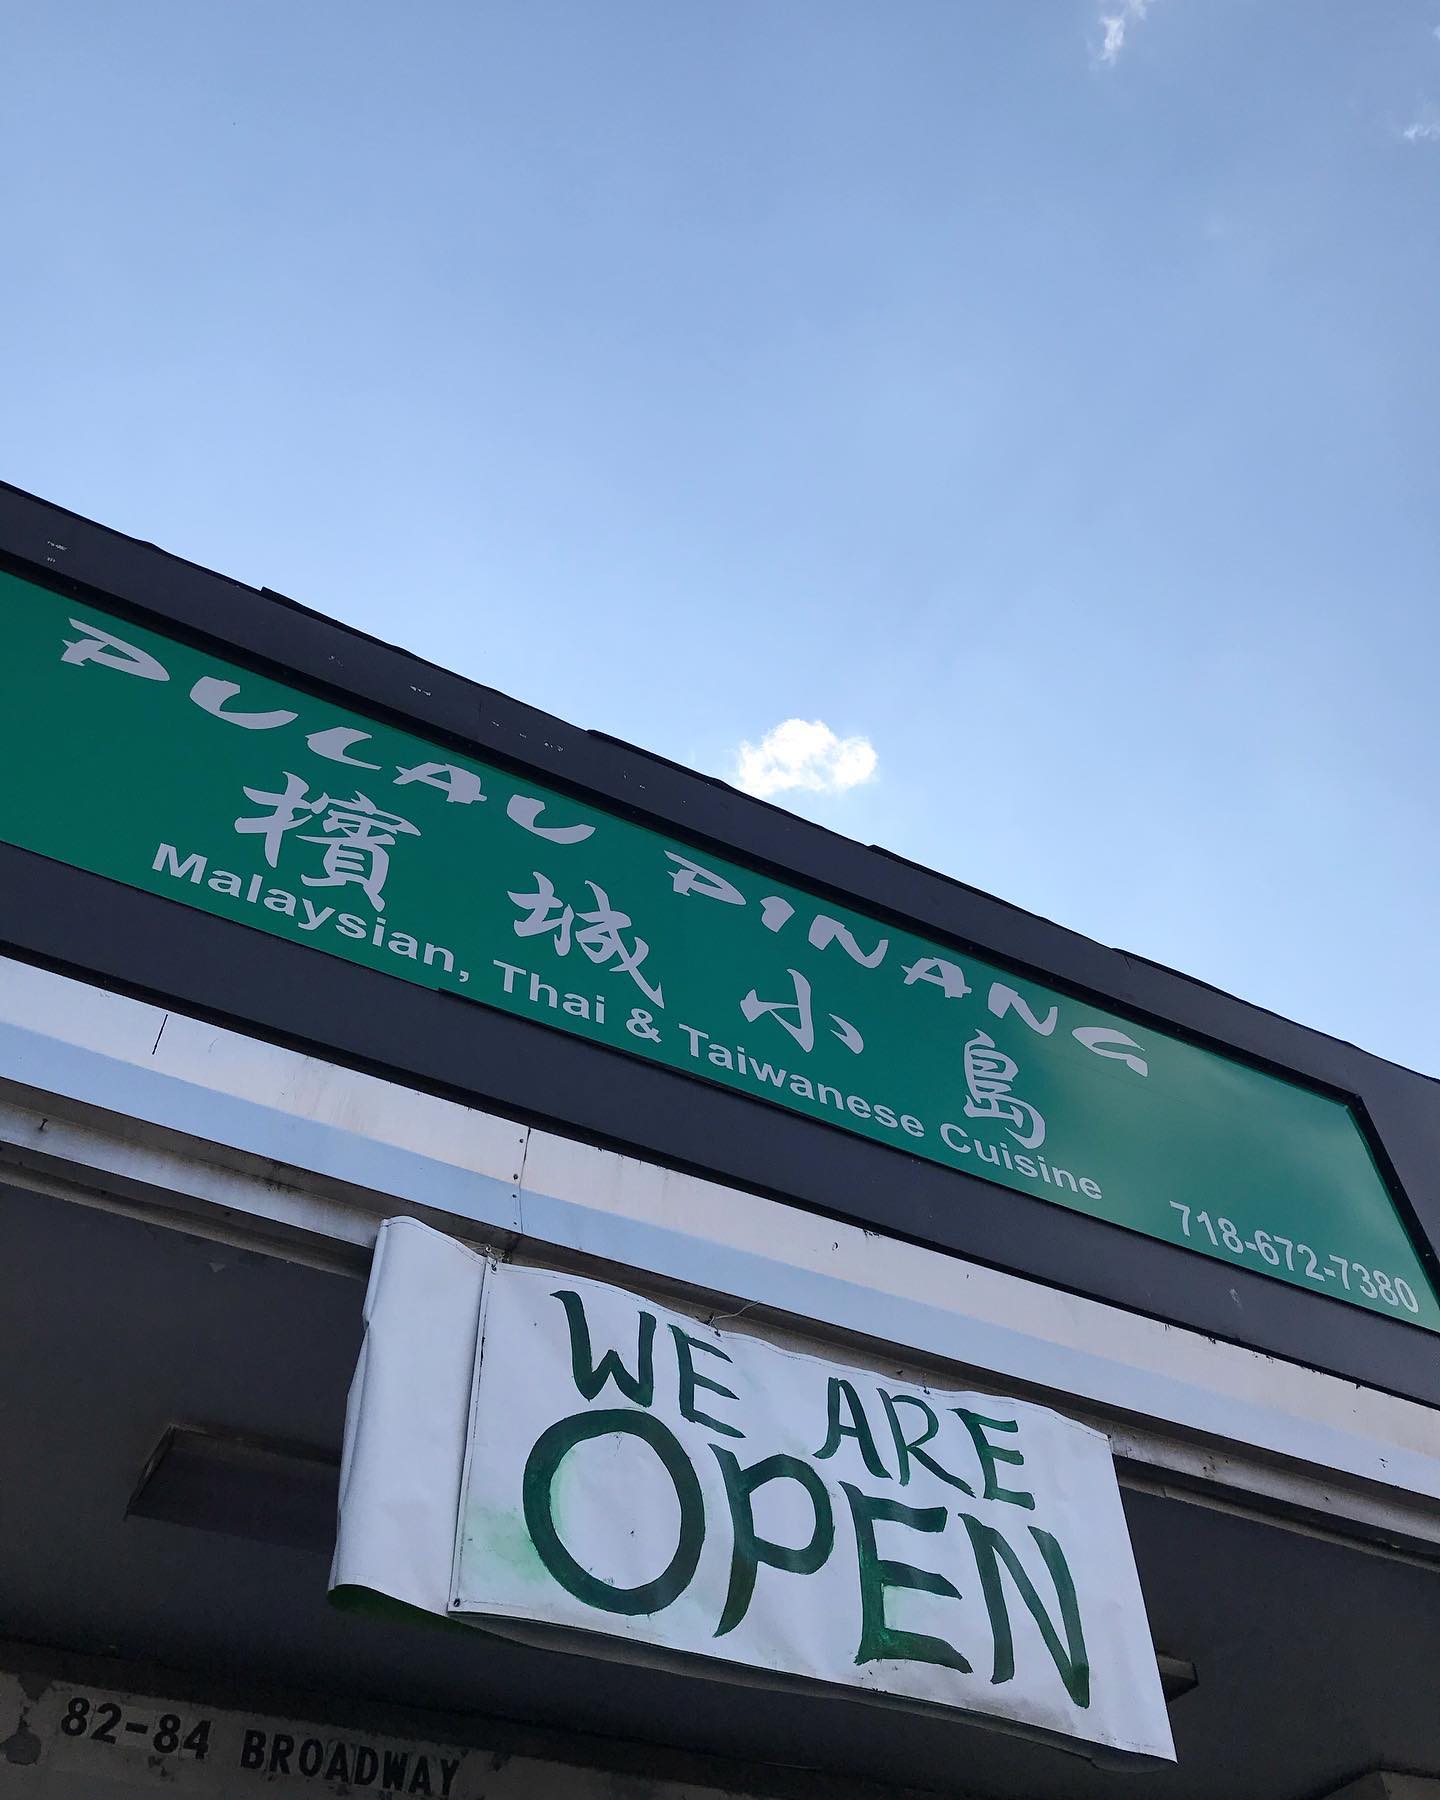 PULAU PINANG
檳城小島
Malaysian, Thai & Taiwanese Cuisine
718-672-7380
WE ARE
OPEN
82-84 BROADWAY